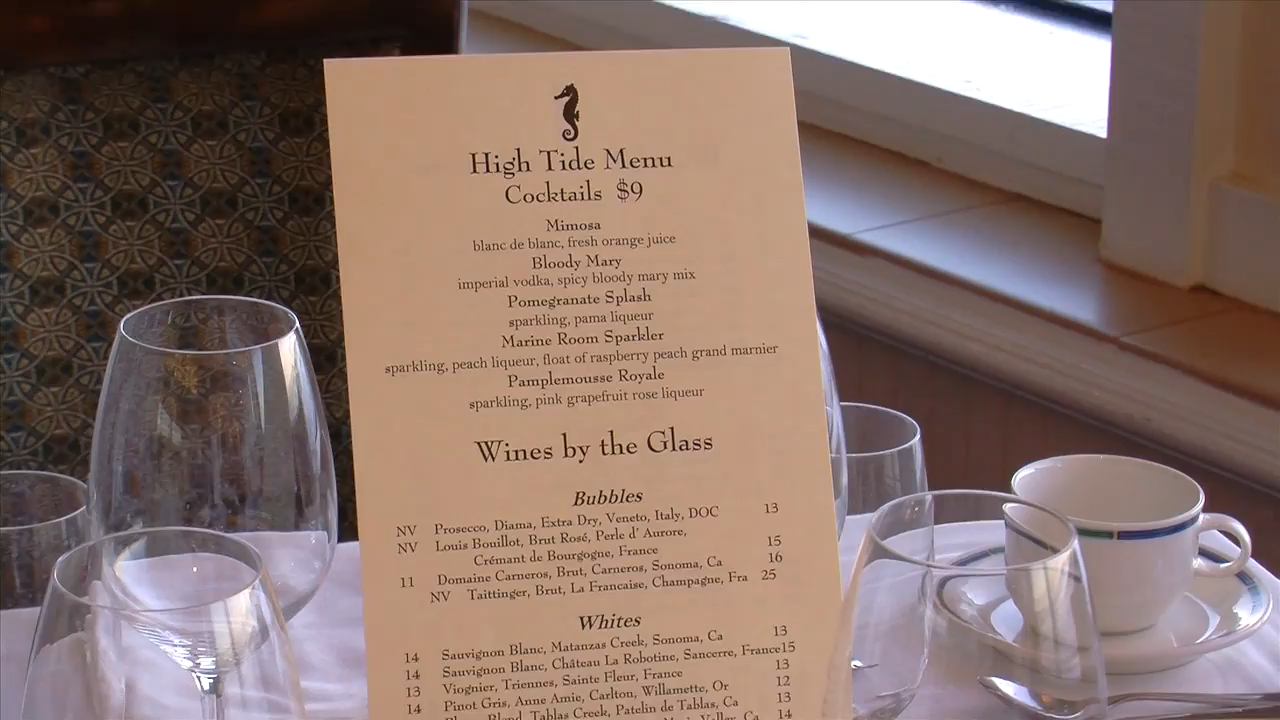 High Tide Menu
Cocktails $9
Mimosa
blanc de blanc, fresh orange juice
Bloody Mary
imperial vodka, spicy bloody mary mix
Pomegranate Splash
sparkling, pama liqueur
Marine Room Sparkler
sparkling, peach liqueur, float of raspberry peach grand marnier
Pamplemousse Royale
sparkling, pink grapefruit rose liqueur
Wines by the Glass
Bubbles
NV Prosecco, Diama, Extra Dry, Veneto, Italy, DOC 13
NV Louis Bouillot, Brut Rosé, Perle d' Aurore,
Crémant de Bourgogne, France 15
11 Domaine Carneros, Brut, Carneros, Sonoma, Ca 16
NV Taittinger, Brut, La Francaise, Champagne, Fra 25
Whites
14 Sauvignon Blanc, Matanzas Creek, Sonoma, Ca 13
14 Sauvignon Blanc, Château La Robotine, Sancerre, France15
13 Viognier, Triennes, Sainte Fleur, France 13
14 Pinot Gris, Anne Amie, Carlton, Willamette, Or 12
Blend, Tablas Creek, Patelin de Tablas, Ca 13
Valley, Ca 14